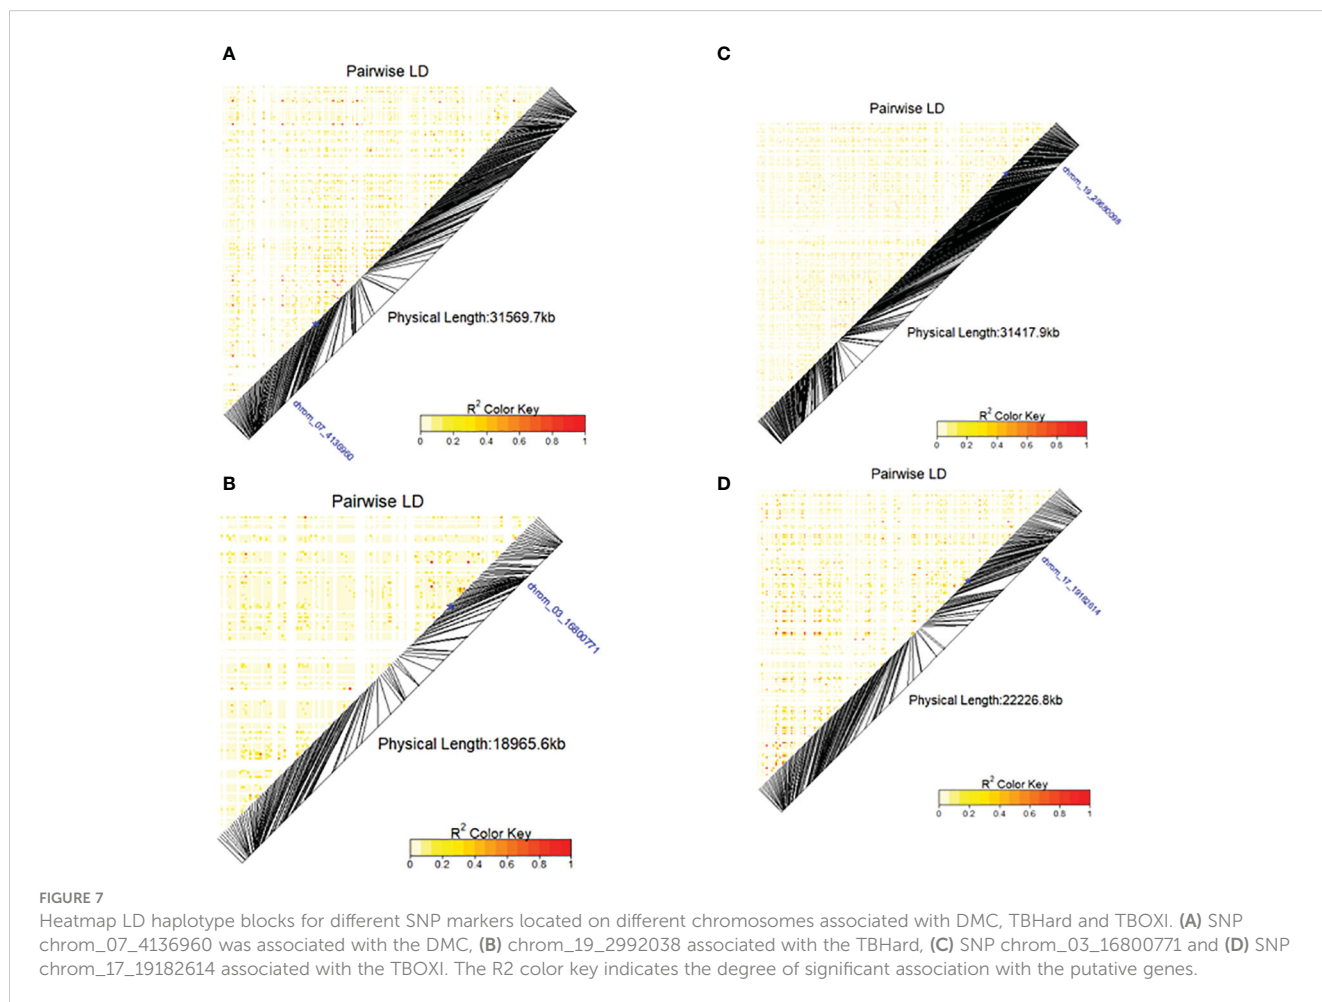 A
Pairwise LD
Physical Length:31569.7kb
R2 Color Key
0 0.2 0.4 0.6 0.8 1
chrom_07_4136960
B
Pairwise LD
chrom_03_16800771
Physical Length:18965.6kb
R2 Color Key
0 0.2 0.4 0.6 0.8 1
C
Pairwise LD
Physical Length:31417.9kb
R2 Color Key
0 0.2 0.4 0.6 0.8 1
D
Pairwise LD
chrom_17_19182614
Physical Length:22226.8kb
R2 Color Key
0 0.2 0.4 0.6 0.8 1
FIGURE 7
Heatmap LD haplotype blocks for different SNP markers located on different chromosomes associated with DMC, TBHard and TBOXI. (A) SNP
chrom_07_4136960 was associated with the DMC, (B) chrom_19_2992038 associated with the TBHard, (C) SNP chrom_03_16800771 and (D) SNP
chrom_17_19182614 associated with the TBOXI. The R2 color key indicates the degree of significant association with the putative genes.